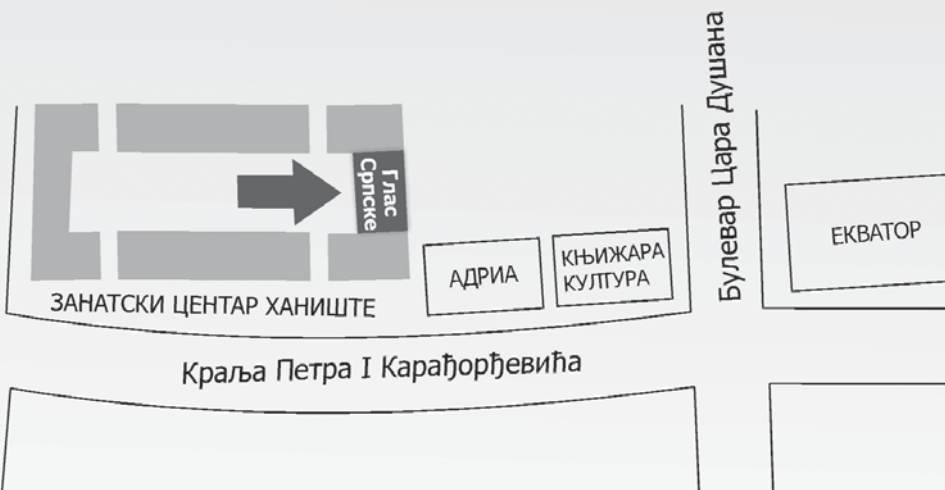 Булевар Цара Душана
Глас
Српске
ЕКВАТОР
КЊИЖАРА
КУЛТУРА
АДРИА
ЗАНАТСКИ ЦЕНТАР ХАНИШТЕ
Краља Петра I Карађорђевића